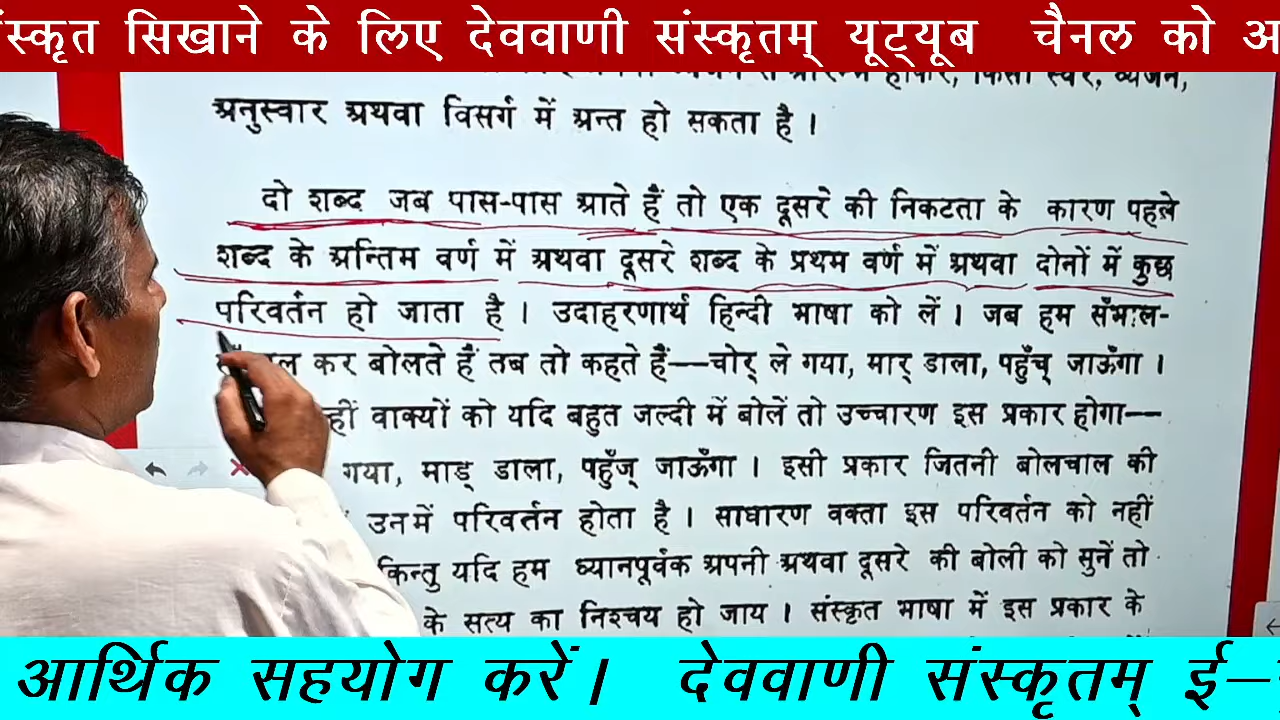 संस्कृत सिखाने के लिए देववाणी संस्कृतम् यूट्यूब चैनल को
किसी स्वर, व्यंजन,
अनुस्वार अथवा विसर्ग में अन्त हो सकता है ।
दो शब्द जब पास-पास आते हैं तो एक दूसरे की निकटता के कारण पहले
शब्द के अन्तिम वर्ण में अथवा दूसरे शब्द के प्रथम वर्ण में अथवा दोनों में कुछ
परिवर्तन हो जाता है । उदाहरणार्थ हिन्दी भाषा को लें । जब हम सँभाल-
कर बोलते हैं तब तो कहते हैं—चोर् ले गया, मार् डाला, पहुँच् जाऊँगा ।
वाक्यों को यदि बहुत जल्दी में बोलें तो उच्चारण इस प्रकार होगा—
गया, माड् डाला, पहुँज् जाऊँगा । इसी प्रकार जितनी बोलचाल की
उनमें परिवर्तन होता है । साधारण वक्ता इस परिवर्तन को नहीं
किन्तु यदि हम ध्यानपूर्वक अपनी अथवा दूसरे की बोली को सुनें तो
के सत्य का निश्चय हो जाय । संस्कृत भाषा में इस प्रकार के
आर्थिक सहयोग करें। देववाणी संस्कृतम् ई–